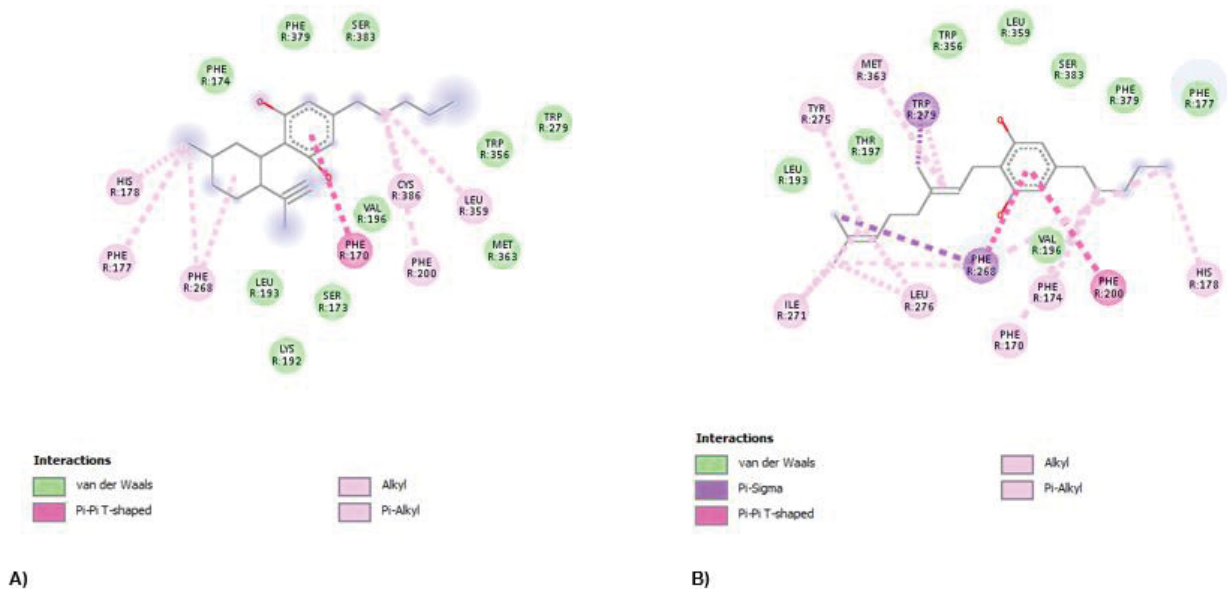 PHE
R:379
SER
R:383
PHE
R:174
TRP
R:279
TRP
R:356
HIS
R:178
CYS
R:386
LEU
R:359
VAL
R:196
PHE
R:177
PHE
R:170
MET
R:363
PHE
R:268
PHE
R:200
LEU
R:193
SER
R:173
LYS
R:192
O
O
Interactions
van der Waals
Pi-Pi T-shaped
Alkyl
Pi-Alkyl
A)
LEU
R:359
TRP
R:356
MET
R:363
SER
R:383
TRP
R:279
PHE
R:379
PHE
R:177
TYR
R:275
THR
R:197
LEU
R:193
O
O
VAL
R:196
PHE
R:268
HIS
R:178
PHE
R:174
PHE
R:200
LEU
R:276
ILE
R:271
PHE
R:170
Interactions
van der Waals
Pi-Sigma
Pi-Pi T-shaped
Alkyl
Pi-Alkyl
B)